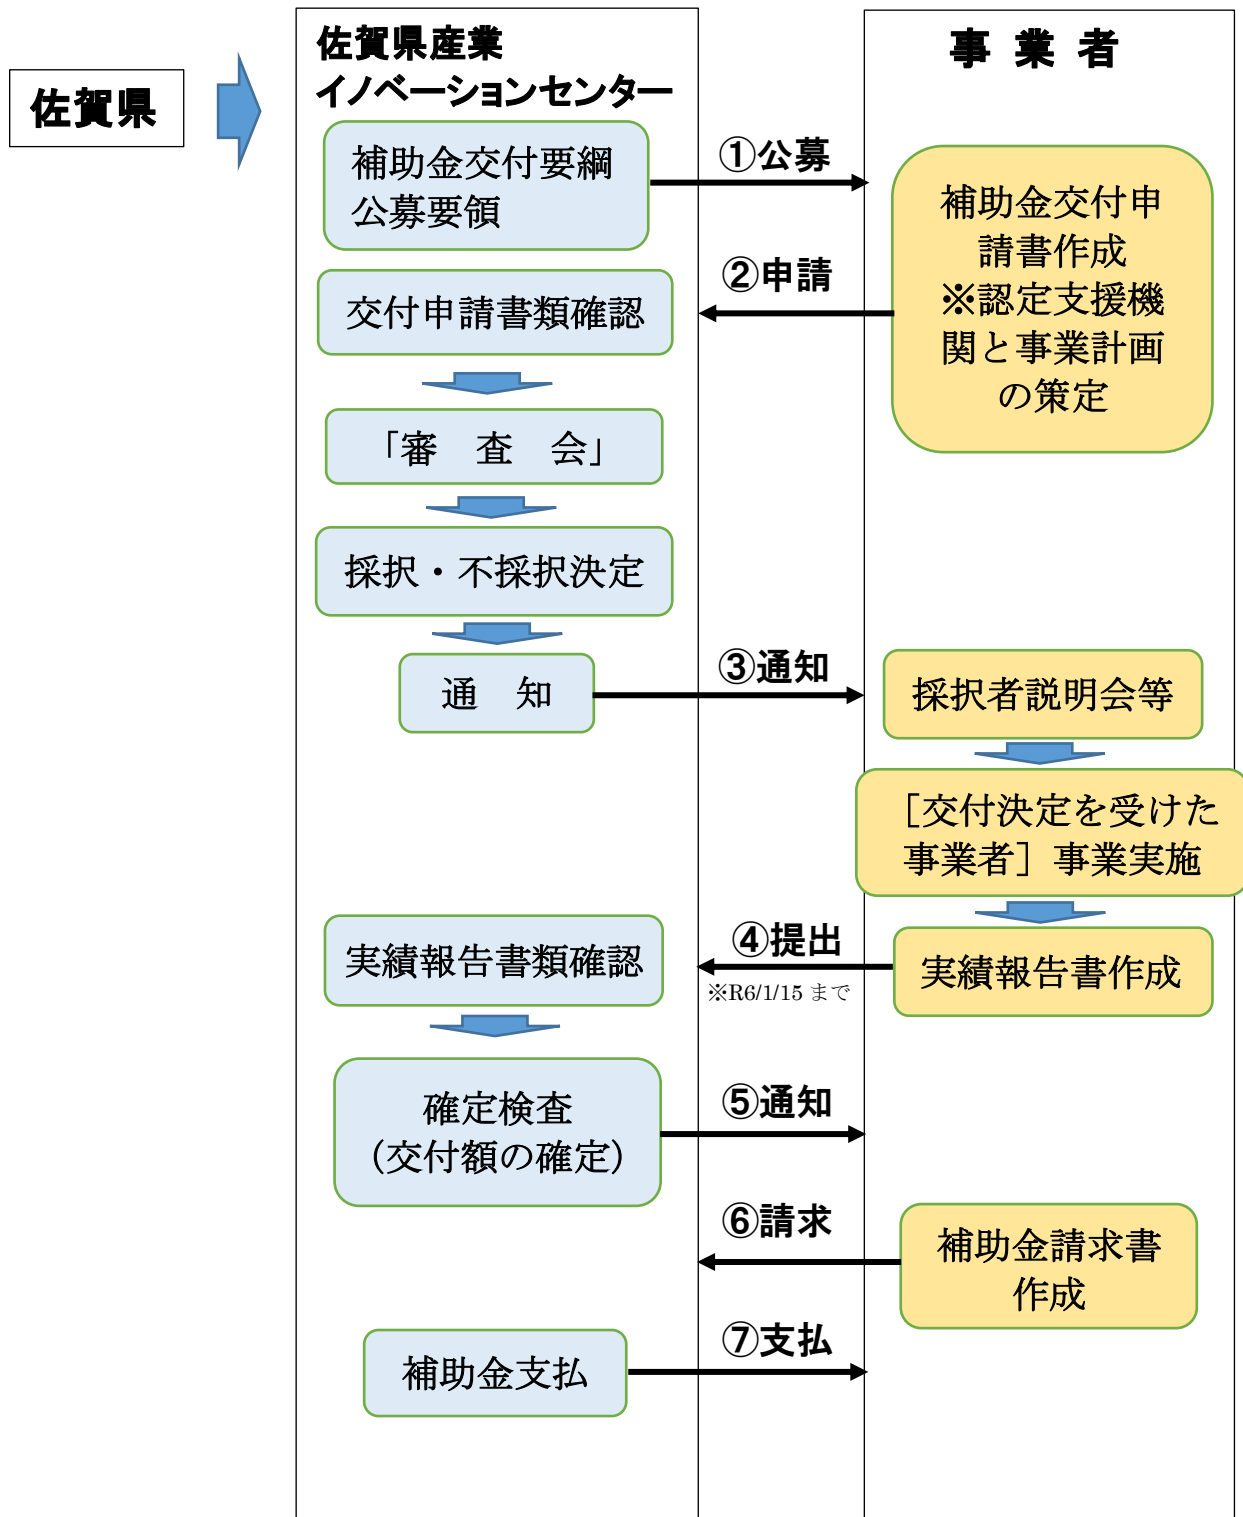 佐賀県
佐賀県産業
イノベーションセンター
事 業 者
補助金交付要綱
公募要領
①公募
補助金交付申
請書作成
※認定支援機
関と事業計画
の策定
②申請
交付申請書類確認
「審 査 会」
採択・不採択決定
通 知
③通知
採択者説明会等
［交付決定を受けた
事業者］事業実施
実績報告書類確認
④提出
※R6/1/15 まで
実績報告書作成
確定検査
（交付額の確定）
⑤通知
⑥請求
補助金請求書
作成
⑦支払
補助金支払